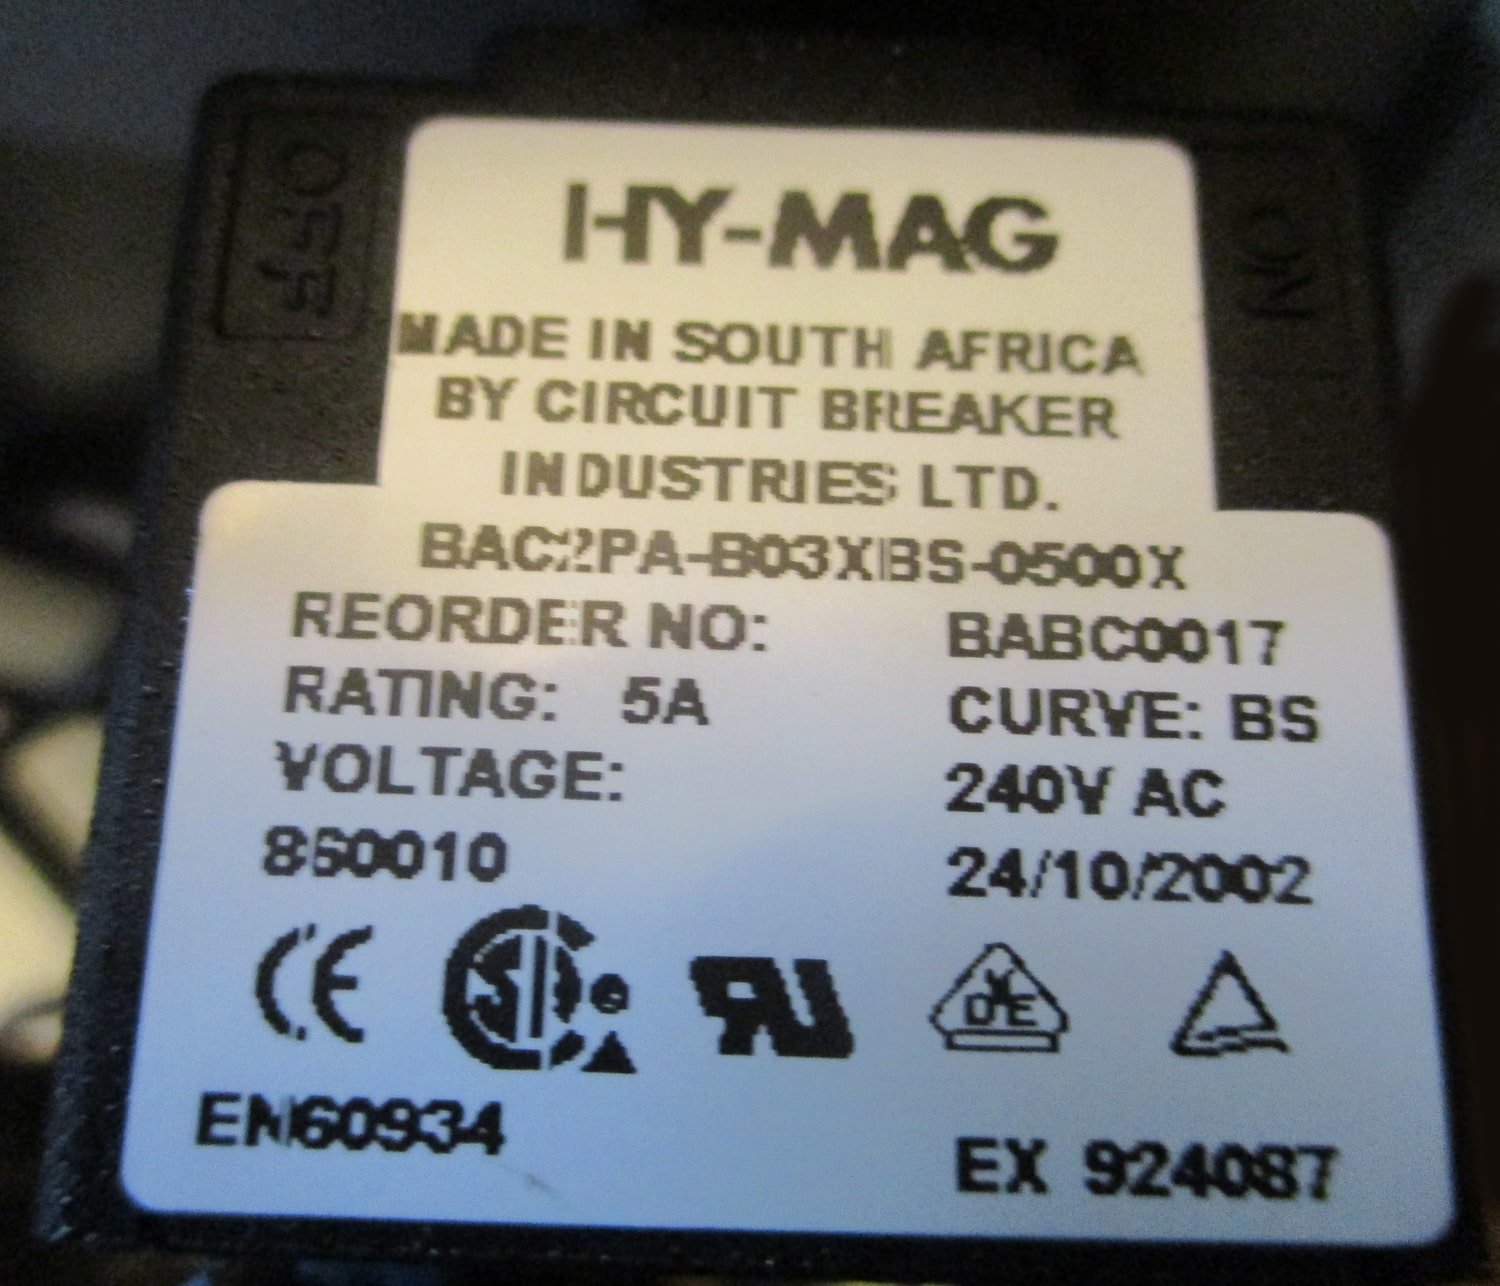 OFF
ON
HY-MAG
MADE IN SOUTH AFRICA
BY CIRCUIT BREAKER
INDUSTRIES LTD.
BAC2PA-B03XBS-0500X
REORDER NO: BABC0017
RATING: 5A CURVE: BS
VOLTAGE: 240V AC
860010 24/10/2002
CE
VDE
EN60934
EX 924087